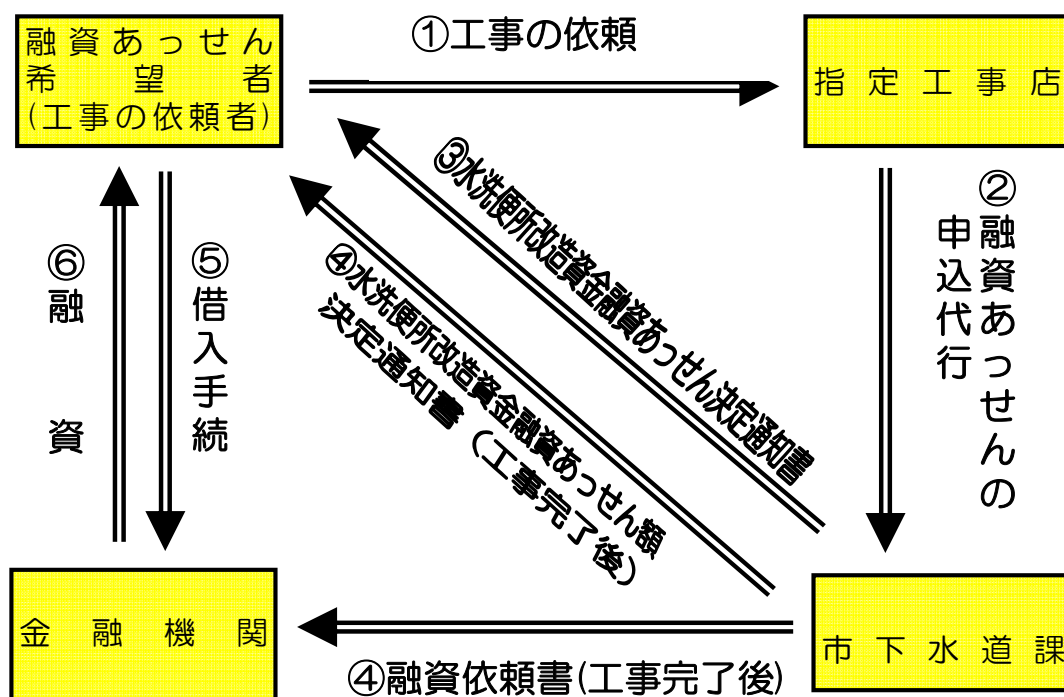 ①工事の依頼
融資あっせん
希望者
(工事の依頼者)
指定工事店
②融資あっせんの
申込代行
③水洗便所改造資金融資あっせん決定通知書
④水洗便所改造資金融資あっせん額
決定通知書（工事完了後）
⑤借入手続
⑥融資
金融機関
市下水道課
④融資依頼書(工事完了後)